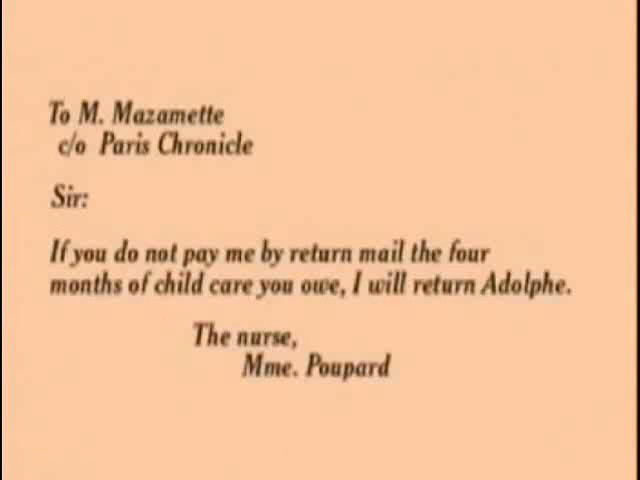 To M. Mazamette
c/o Paris Chronicle
Sir:
If you do not pay me by return mail the four
months of child care you owe, I will return Adolphe.
The nurse,
Mme. Poupard